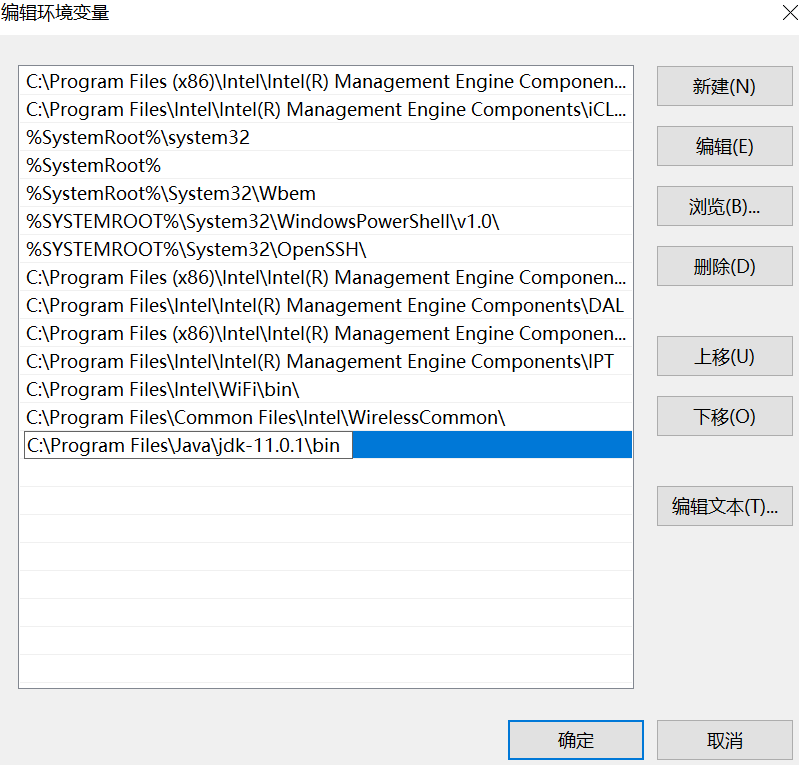 编辑环境变量
C:\Program Files (x86)\Intel\Intel(R) Management Engine Componen...
C:\Program Files\Intel\Intel(R) Management Engine Components\iCL...
%SystemRoot%\system32
%SystemRoot%
%SystemRoot%\System32\Wbem
%SYSTEMROOT%\System32\WindowsPowerShell\v1.0\
%SYSTEMROOT%\System32\OpenSSH\
C:\Program Files (x86)\Intel\Intel(R) Management Engine Componen...
C:\Program Files\Intel\Intel(R) Management Engine Components\DAL
C:\Program Files (x86)\Intel\Intel(R) Management Engine Componen...
C:\Program Files\Intel\Intel(R) Management Engine Components\IPT
C:\Program Files\Intel\WiFi\bin\
C:\Program Files\Common Files\Intel\WirelessCommon\
C:\Program Files\Java\jdk-11.0.1\bin
新建(N)
编辑(E)
浏览(B)...
删除(D)
上移(U)
下移(O)
编辑文本(T)...
确定
取消